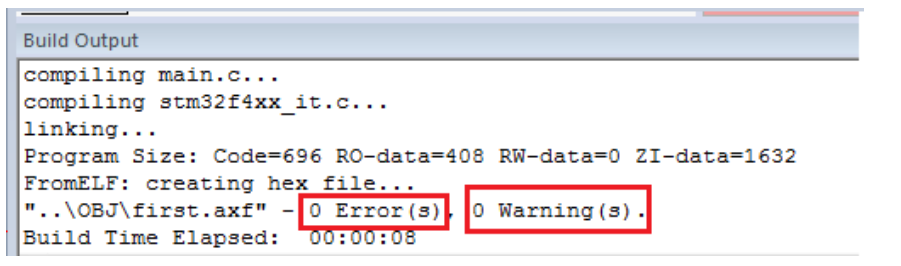 Build Output
compiling main.c...
compiling stm32f4xx_it.c...
linking...
Program Size: Code=696 RO-data=408 RW-data=0 ZI-data=1632
FromELF: creating hex file...
"..\OBJ\first.axf" - 0 Error(s), 0 Warning(s).
Build Time Elapsed:  00:00:08